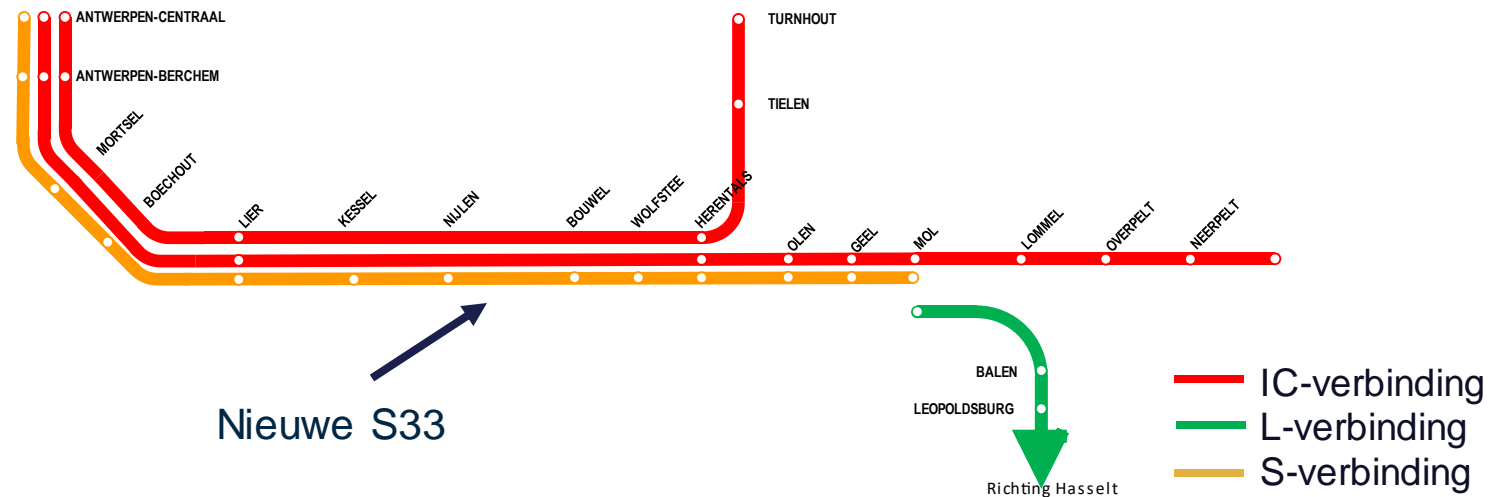 ANTWERPEN-CENTRAAL
TURNHOUT
ANTWERPEN-BERCHEM
TIELEN
MORTSEL
BOECHOUT
LIER
KESSEL
NIJLEN
BOUWEL
WOLFSTEE
HERENTALS
OLEN
GEEL
MOL
LOMMEL
OVERPELT
NEERPELT
Nieuwe S33
BALEN
LEOPOLDSBURG
Richting Hasselt
IC-verbinding
L-verbinding
S-verbinding